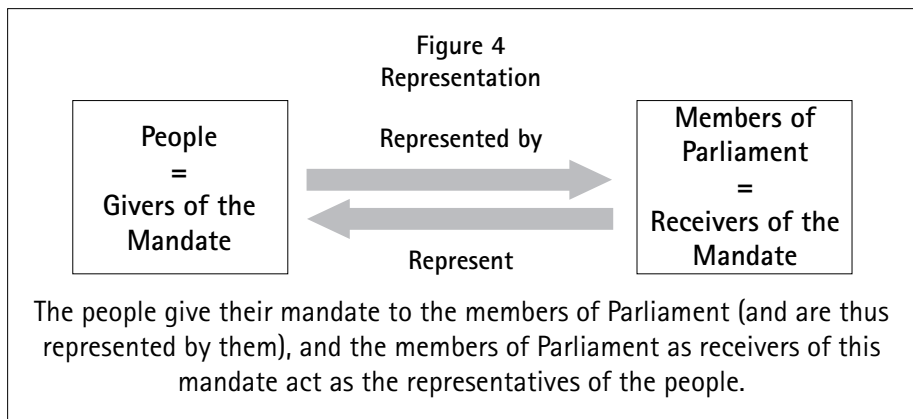 Figure 4
Representation
People
=
Givers of the
Mandate
Represented by
Represent
Members of
Parliament
=
Receivers of the
Mandate
The people give their mandate to the members of Parliament (and are thus
represented by them), and the members of Parliament as receivers of this
mandate act as the representatives of the people.